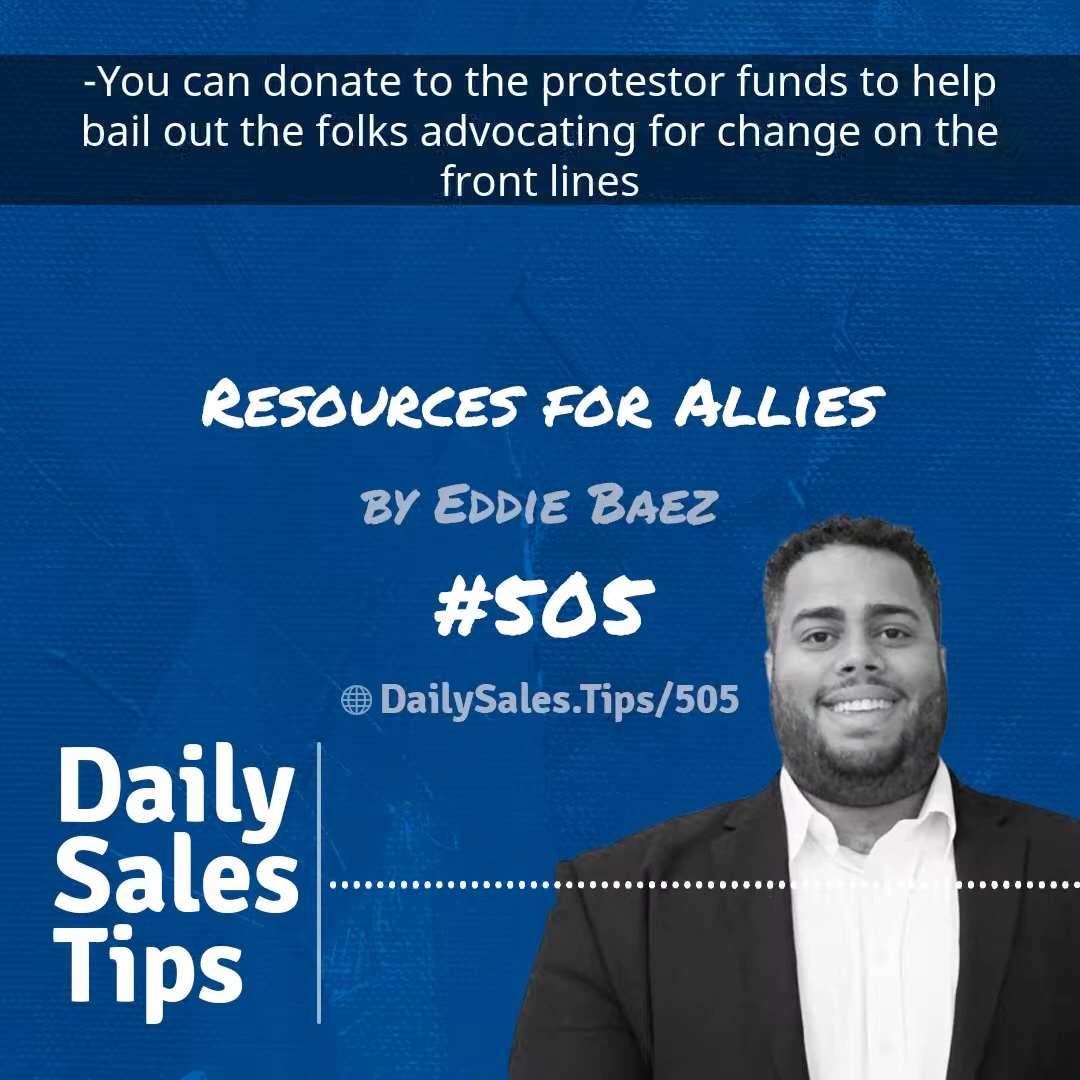 -You can donate to the protestor funds to help
bail out the folks advocating for change on the
front lines
Resources for Allies
by Eddie Baez
#505
DailySales.Tips/505
Daily
Sales
Tips